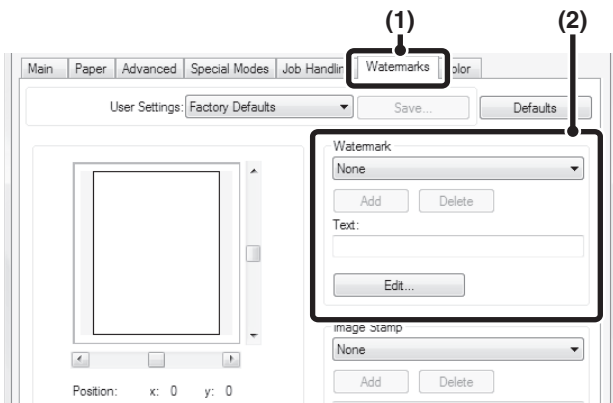 (1) (2)
Main Paper Advanced Special Modes Job Handlin Watermarks olor
User Settings: Factory Defaults Save... Defaults
Watermark
None
Add Delete
Text:
Edit...
Image Stamp
None
Position: x: 0 y: 0 Add Delete